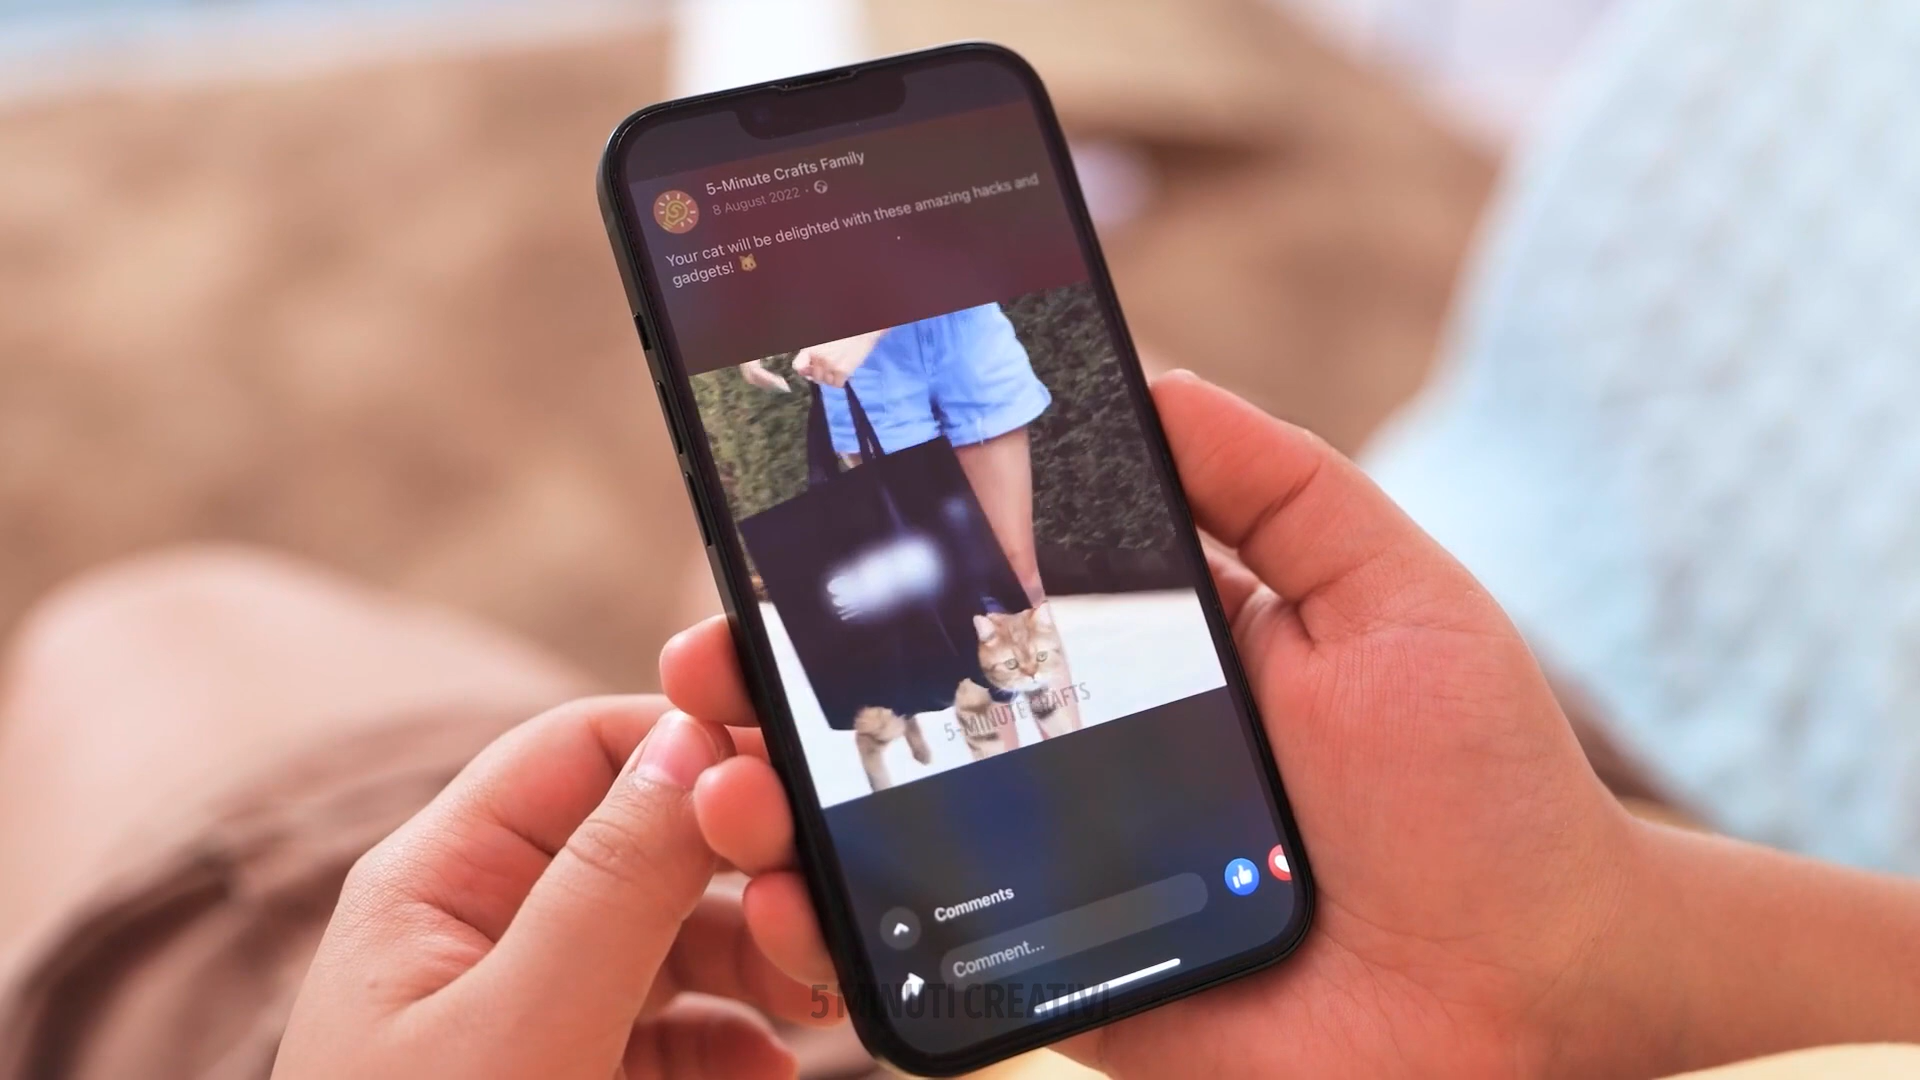 5-Minute Crafts Family
8 August 2022
Your cat will be delighted with these amazing hacks and
gadgets!
5-MINUTE CRAFTS
Comments
Comment...
5 MINUTI CREATIVI